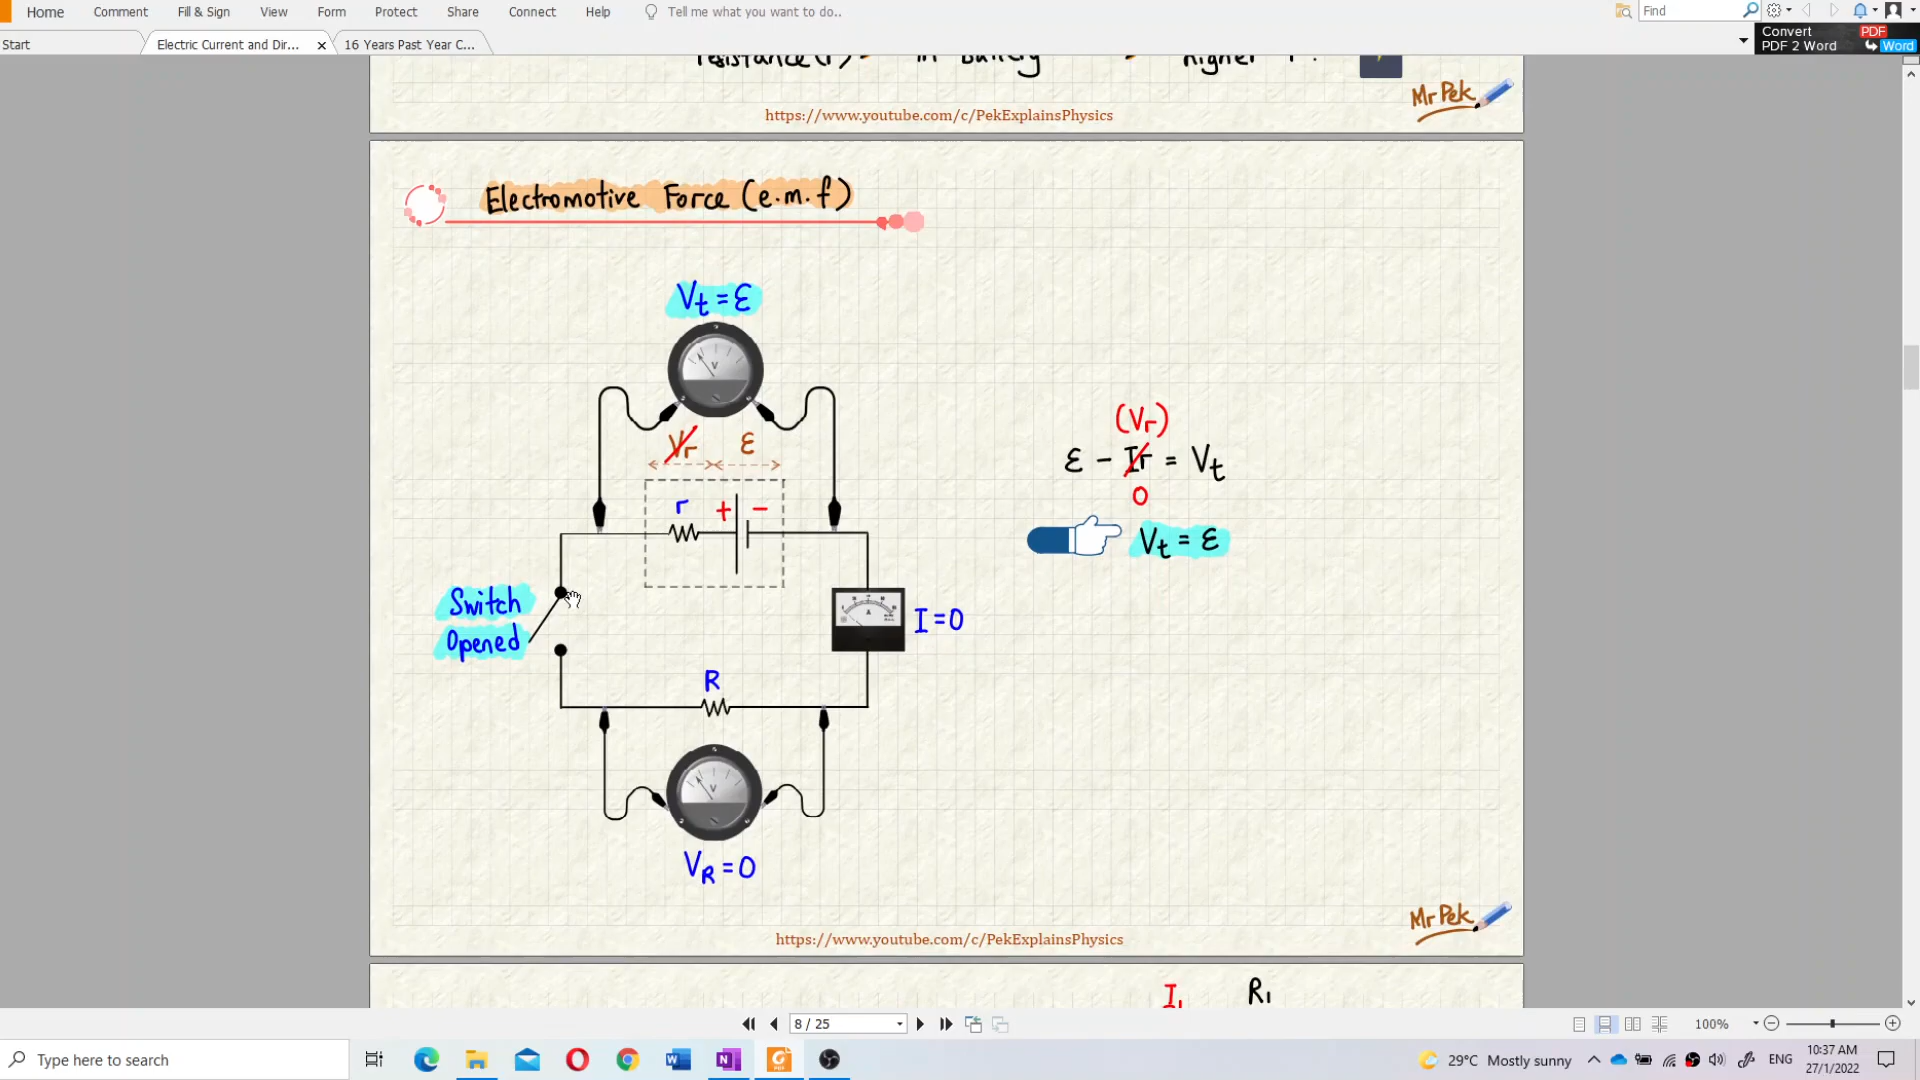 Home Comment Fill & Sign View Form Protect Share Connect Help Tell me what you want to do.. Find
Start Electric Current and Dir... × 16 Years Past Year C... Convert PDF
PDF 2 Word Word
resistance(r) in battery higher
Mr Pek
https://www.youtube.com/c/PekExplainsPhysics
Electromotive Force (e.m.f)
Vt = ε
V
Vr ε
r + −
(Vr)
ε − Ir = Vt
0
Vt = ε
Switch
Opened
A
I = 0
R
V
VR = 0
Mr Pek
https://www.youtube.com/c/PekExplainsPhysics
I1 R1
8 / 25 100%
Type here to search 29°C Mostly sunny ENG 10:37 AM
27/1/2022